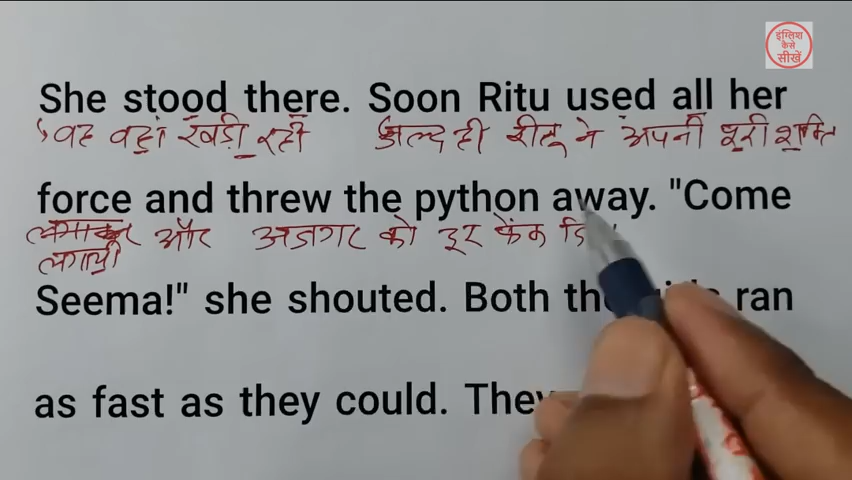 इंग्लिश
कैसे
सीखें
She stood there. Soon Ritu used all her
वह वहां खड़ी रही जल्द ही रीतू ने अपनी पूरी शक्ति
force and threw the python away. "Come
और अजगर को दूर फेंक
लगायी
Seema!" she shouted. Both the ran
as fast as they could. They